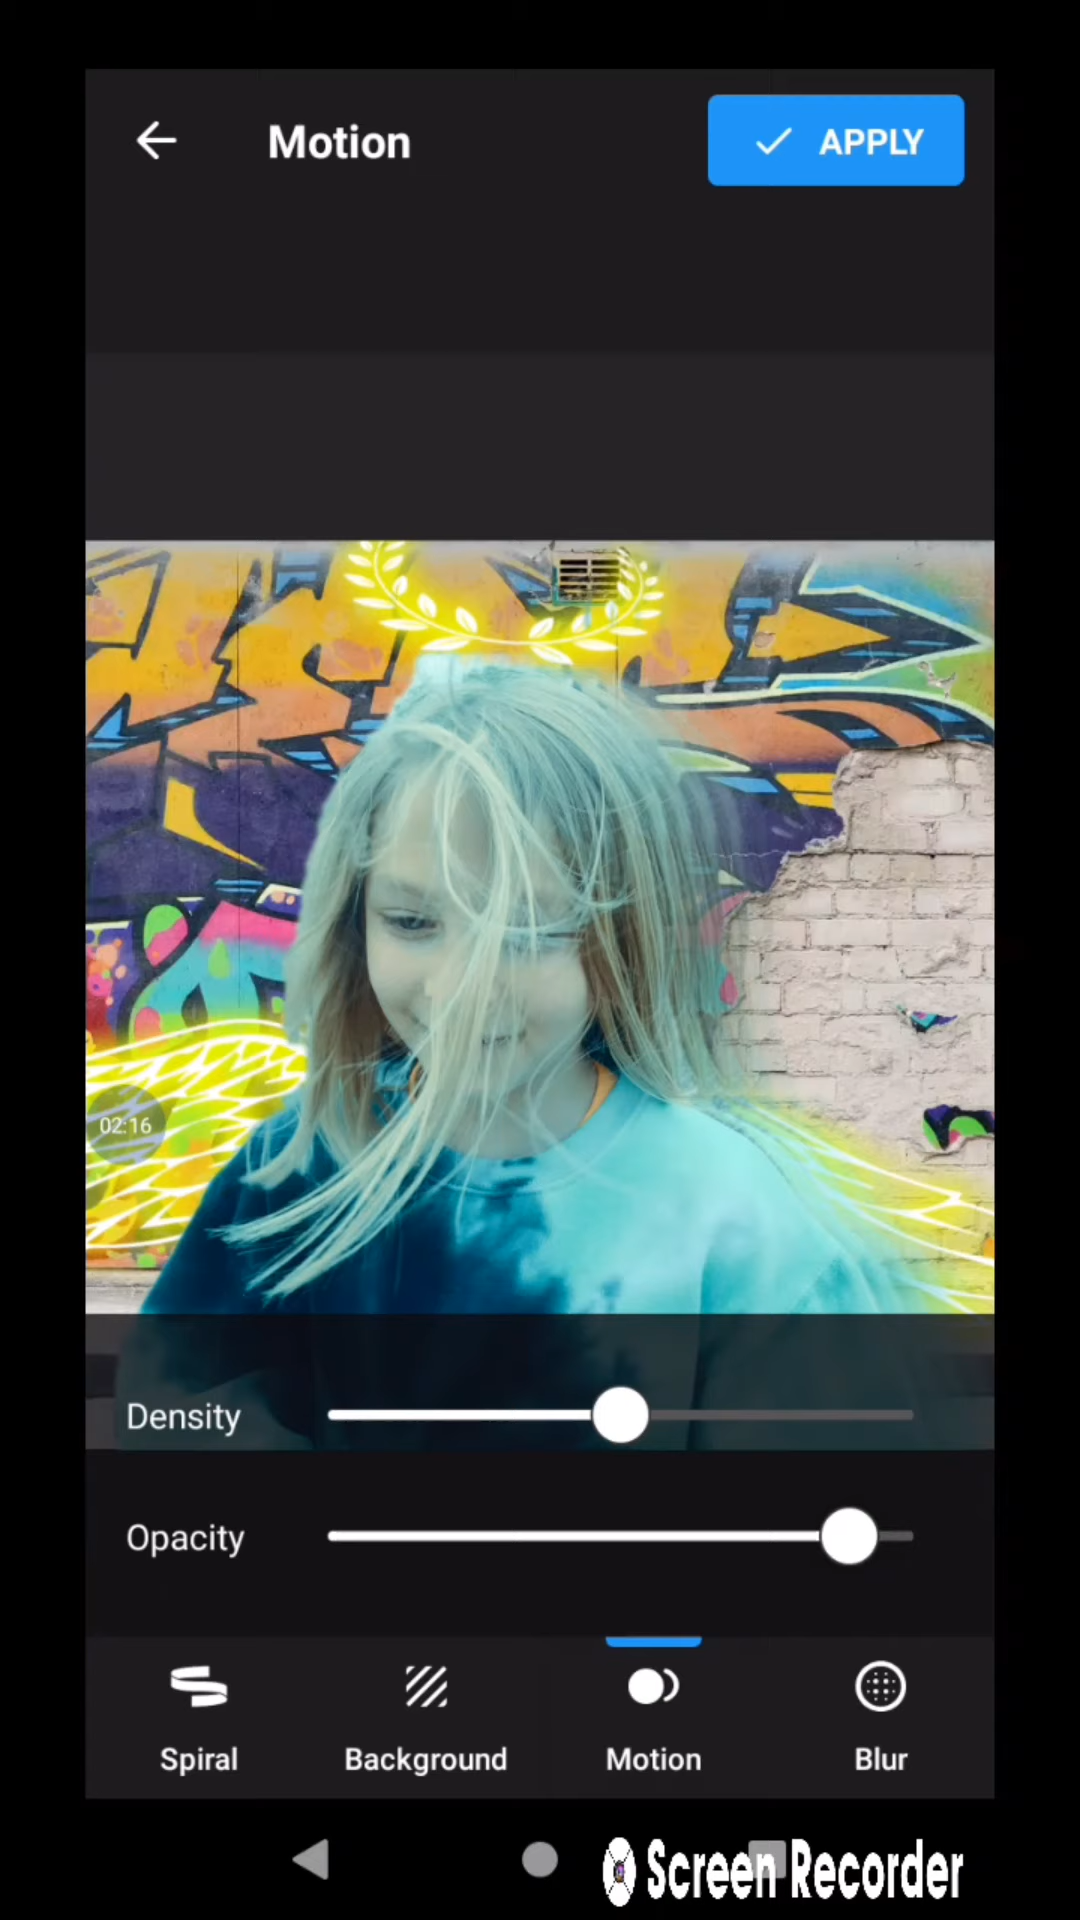 Motion
APPLY
02:16
Density
Opacity
Spiral
Background
Motion
Blur
Screen Recorder